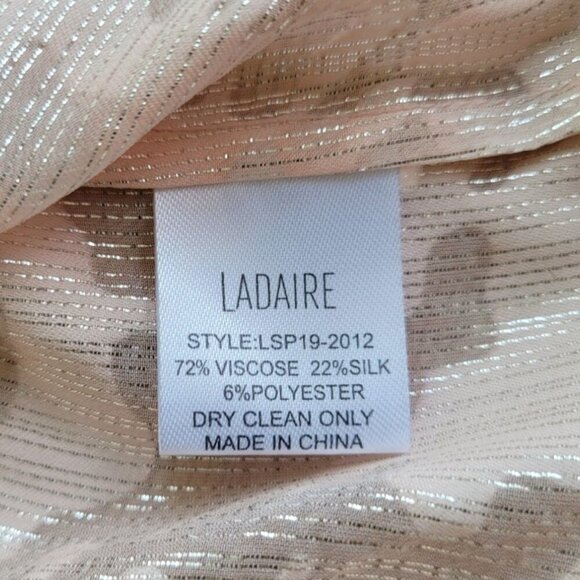 LADAIRE
STYLE:LSP19-2012
72% VISCOSE 22%SILK
6%POLYESTER
DRY CLEAN ONLY
MADE IN CHINA